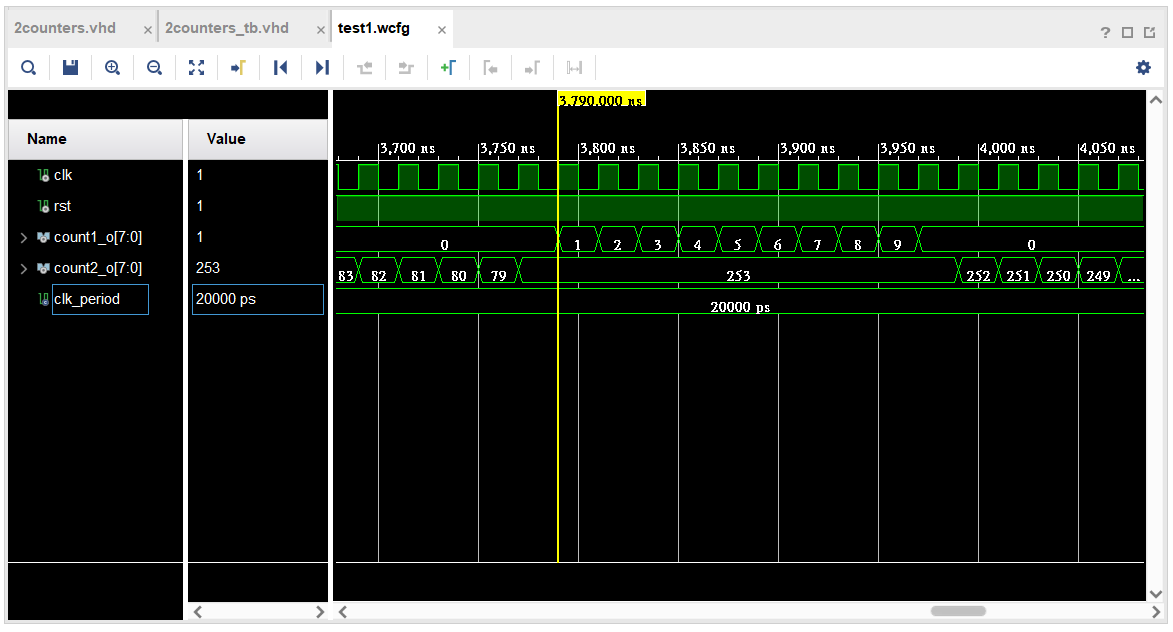 2counters.vhd × 2counters_tb.vhd × test1.wcfg ×
?
3,790.000 ns
Name Value
3,700 ns 3,750 ns 3,800 ns 3,850 ns 3,900 ns 3,950 ns 4,000 ns 4,050 ns
clk 1
rst 1
count1_o[7:0] 1 0 1 2 3 4 5 6 7 8 9 0
count2_o[7:0] 253 83 82 81 80 79 253 252 251 250 249 ...
clk_period 20000 ps 20000 ps